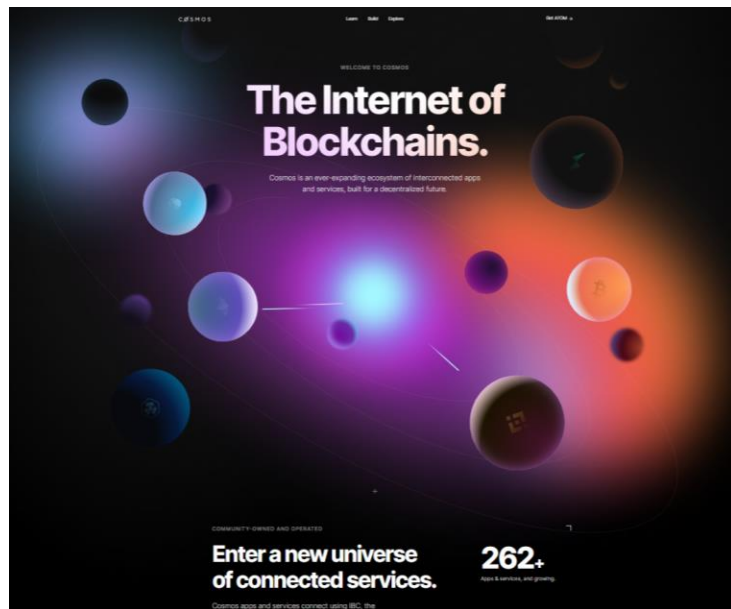 COSMOS
Learn Build Explore
Get ATOM
WELCOME TO COSMOS
The Internet of
Blockchains.
Cosmos is an ever-expanding ecosystem of interconnected apps
and services, built for a decentralized future.
COMMUNITY-OWNED AND OPERATED
Enter a new universe
of connected services.
262+
Apps & services, and growing.
Cosmos apps and services connect using IBC, the